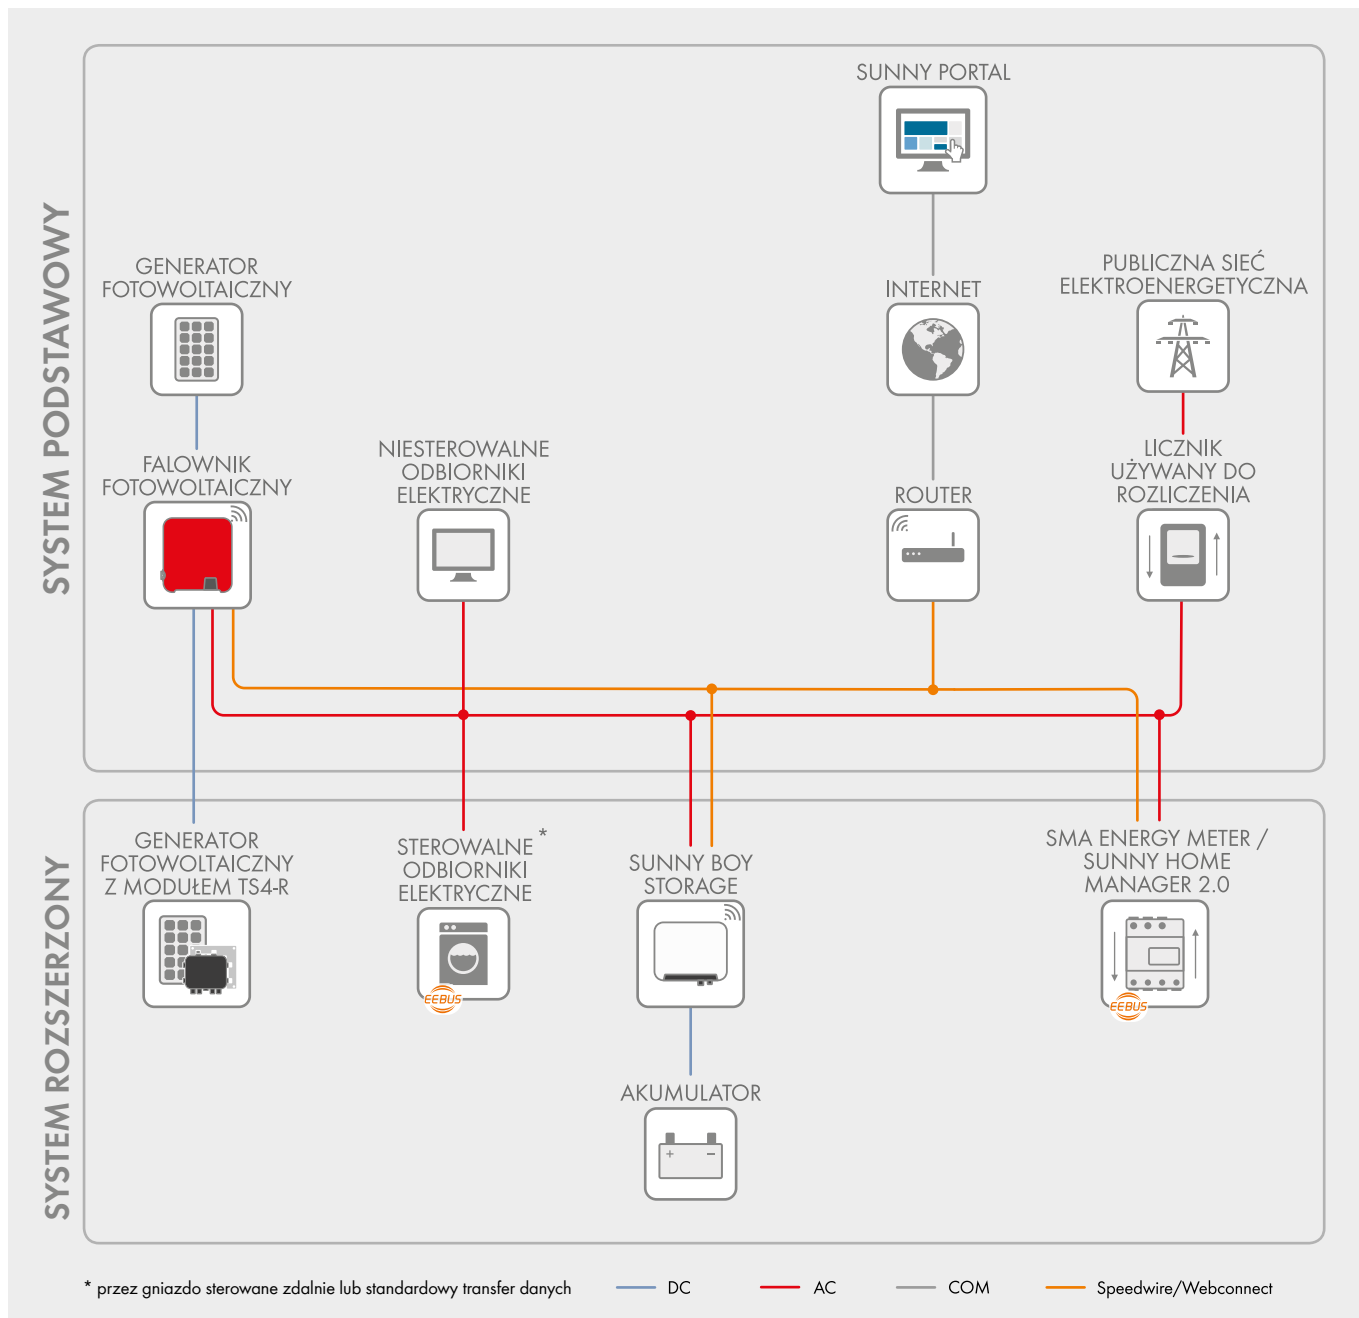 SYSTEM PODSTAWOWY
SUNNY PORTAL
GENERATOR
FOTOWOLTAICZNY
INTERNET
PUBLICZNA SIEĆ
ELEKTROENERGETYCZNA
FALOWNIK
FOTOWOLTAICZNY
NIESTEROWALNE
ODBIORNIKI
ELEKTRYCZNE
ROUTER
LICZNIK
UŻYWANY DO
ROZLICZENIA
SYSTEM ROZSZERZONY
GENERATOR
FOTOWOLTAICZNY
Z MODUŁEM TS4-R
STEROWALNE *
ODBIORNIKI
ELEKTRYCZNE
EEBUS
SUNNY BOY
STORAGE
SMA ENERGY METER /
SUNNY HOME
MANAGER 2.0
EEBUS
AKUMULATOR
+ −
* przez gniazdo sterowane zdalnie lub standardowy transfer danych
DC
AC
COM
Speedwire/Webconnect